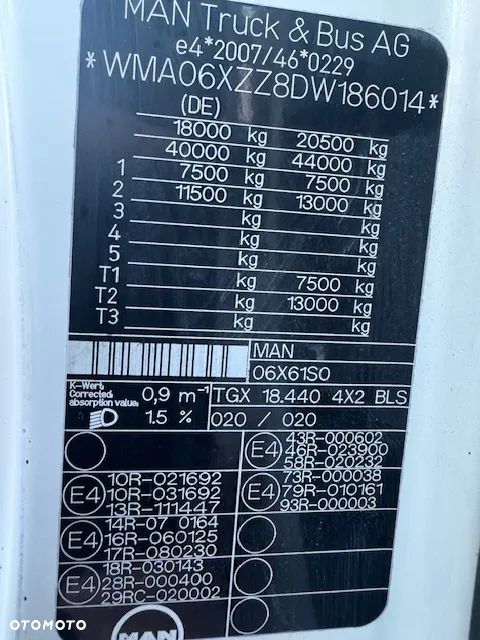 MAN Truck & Bus AG
e4*2007/46*0229
*WMA06XZZ8DW186014*
(DE)
18000 kg 20500 kg
40000 kg 44000 kg
1 7500 kg 7500 kg
2 11500 kg 13000 kg
3 kg kg
4 kg kg
5 kg kg
T1 kg 7500 kg
T2 kg 13000 kg
T3 kg kg
MAN
06X61S0
K-Wert:
Corrected absorption value: 0,9 m⁻¹
TGX 18.440 4X2 BLS
1.5 %
020 / 020
E4 43R-000602
46R-023900
58R-020232
E4 10R-021692
10R-031692
13R-111447
E4 73R-000038
79R-010161
93R-000003
E4 14R-07 0164
16R-060125
17R-080230
E4 18R-030143
28R-000400
29RC-020002
MAN
OTOMOTO